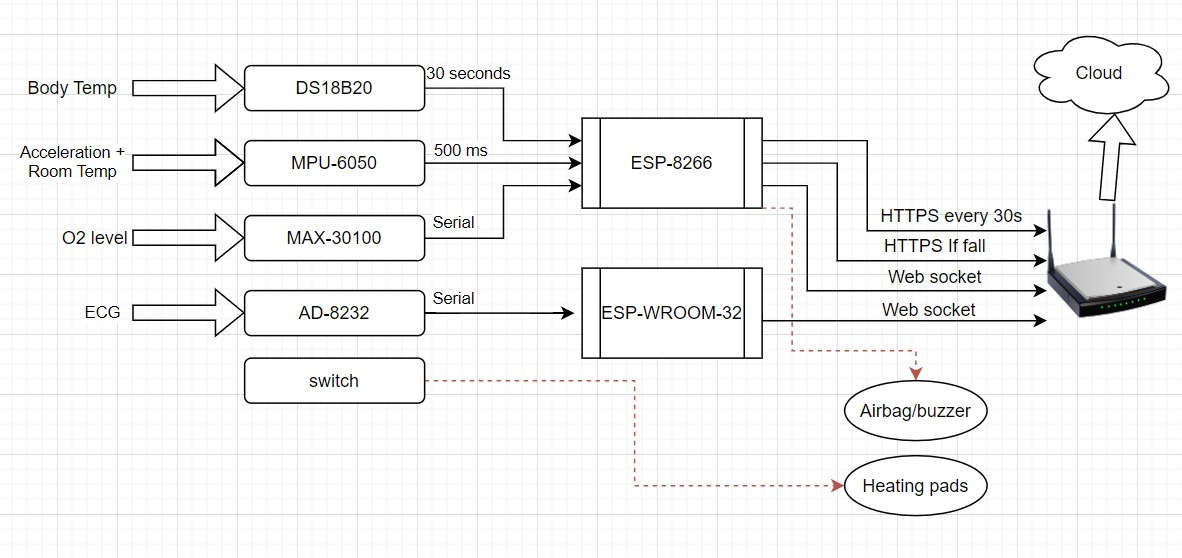 Body Temp
DS18B20
30 seconds
Acceleration +
Room Temp
MPU-6050
500 ms
O2 level
MAX-30100
Serial
ECG
AD-8232
Serial
switch
ESP-8266
ESP-WROOM-32
HTTPS every 30s
HTTPS If fall
Web socket
Web socket
Cloud
Airbag/buzzer
Heating pads